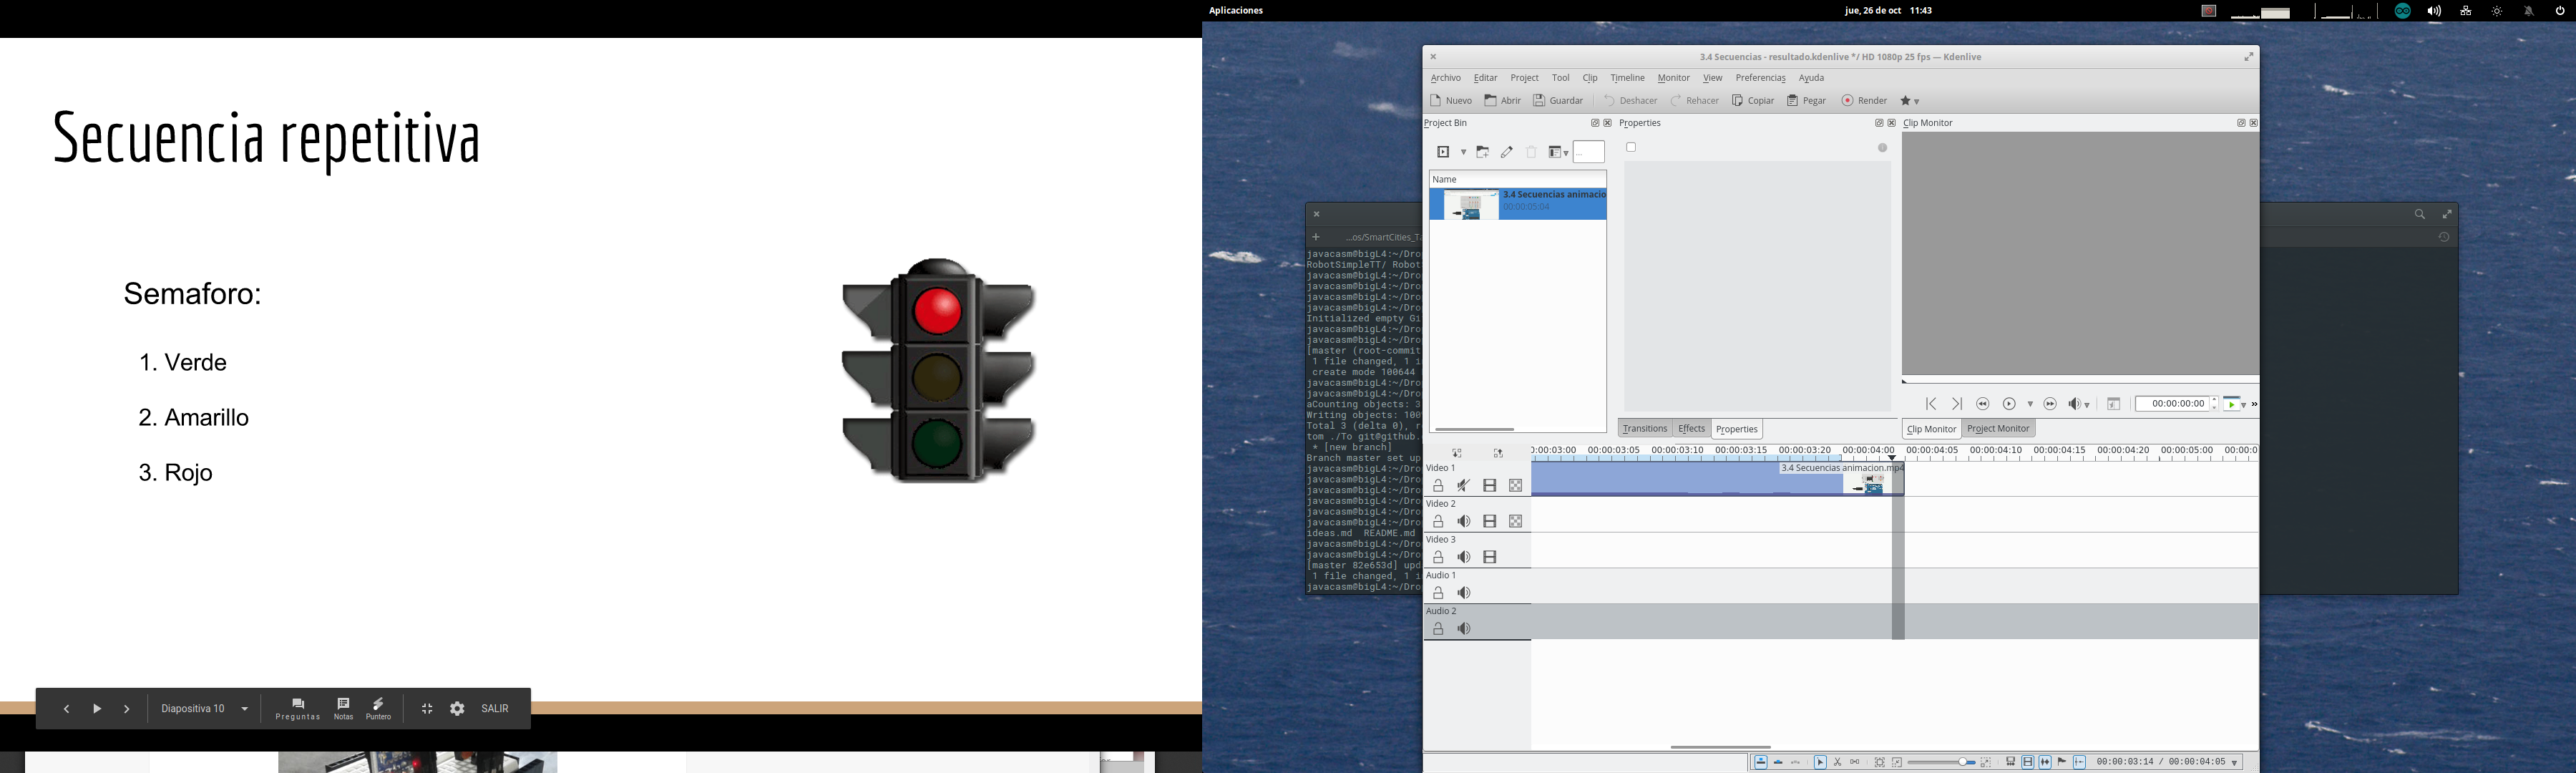 Secuencia repetitiva
Semaforo:
1. Verde
2. Amarillo
3. Rojo
Diapositiva 10
Preguntas
Notas
Puntero
SALIR
Aplicaciones
jue, 26 de oct 11:43
3.4 Secuencias - resultado.kdenlive */ HD 1080p 25 fps — Kdenlive
Archivo Editar Project Tool Clip Timeline Monitor View Preferencias Ayuda
Nuevo Abrir Guardar Deshacer Rehacer Copiar Pegar Render
Project Bin
Properties
Clip Monitor
...
Name
3.4 Secuencias animacio
00:00:05:04
00:00:00:00
Transitions Effects Properties
Clip Monitor Project Monitor
0:00:03:00 00:00:03:05 00:00:03:10 00:00:03:15 00:00:03:20 00:00:04:00 00:00:04:05 00:00:04:10 00:00:04:15 00:00:04:20 00:00:05:00 00:00:0
Video 1
3.4 Secuencias animacion.mp4
Video 2
Video 3
Audio 1
Audio 2
00:00:03:14 / 00:00:04:05
...os/SmartCities_Ta
javacasm@bigL4:~/Dro
RobotSimpleTT/ Robot
javacasm@bigL4:~/Dro
javacasm@bigL4:~/Dro
javacasm@bigL4:~/Dro
javacasm@bigL4:~/Dro
Initialized empty Gi
javacasm@bigL4:~/Dro
javacasm@bigL4:~/Dro
[master (root-commit
1 file changed, 1 i
create mode 100644
javacasm@bigL4:~/Dro
javacasm@bigL4:~/Dro
aCounting objects: 3
Writing objects: 100
Total 3 (delta 0), r
tom ./To git@github.
* [new branch]
Branch master set up
javacasm@bigL4:~/Dro
javacasm@bigL4:~/Dro
javacasm@bigL4:~/Dro
javacasm@bigL4:~/Dro
javacasm@bigL4:~/Dro
javacasm@bigL4:~/Dro
ideas.md README.md
javacasm@bigL4:~/Dro
javacasm@bigL4:~/Dro
[master 82e653d] upd
1 file changed, 1 i
javacasm@bigL4:~/Dro